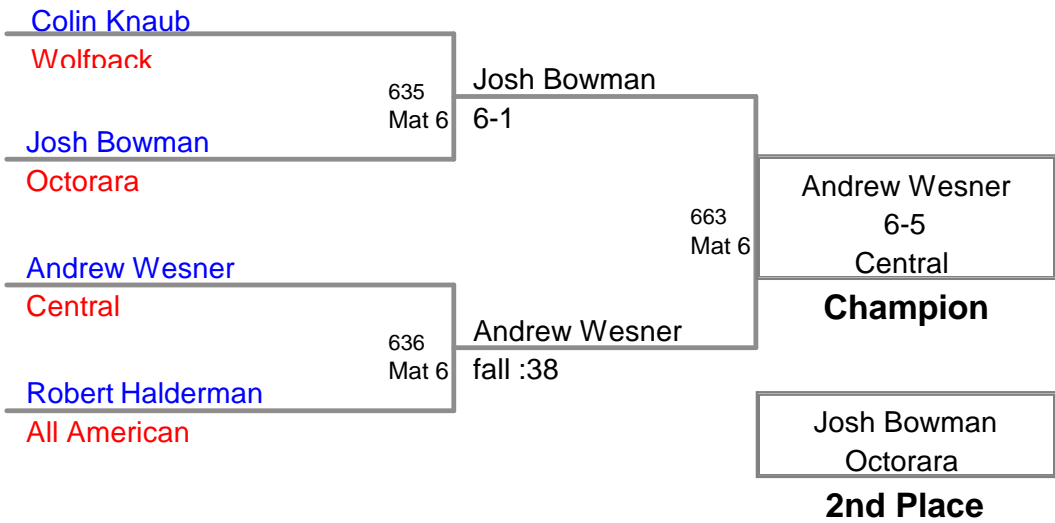 Colin Knaub
Wolfpack
635
Mat 6
Josh Bowman
6-1
Josh Bowman
Octorara
663
Mat 6
Andrew Wesner
6-5
Central
Champion
Andrew Wesner
Central
636
Mat 6
Andrew Wesner
fall :38
Robert Halderman
All American
Josh Bowman
Octorara
2nd Place